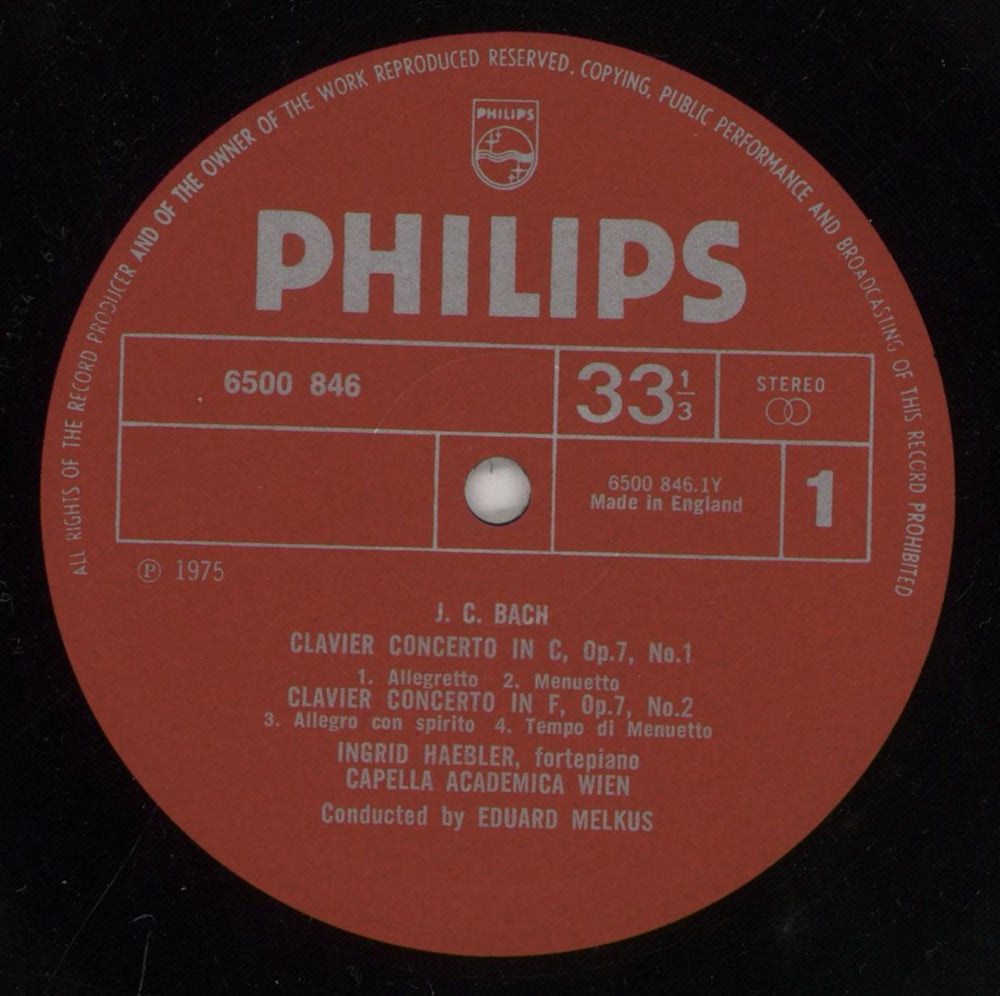 ALL RIGHTS OF THE RECORD PRODUCER AND OF THE OWNER OF THE WORK REPRODUCED RESERVED. COPYING, PUBLIC PERFORMANCE AND BROADCASTING OF THIS RECORD PROHIBITED
PHILIPS
PHILIPS
6500 846
33 1/3
STEREO
6500 846.1Y
Made in England
1
Ⓟ 1975
J. C. BACH
CLAVIER CONCERTO IN C, Op.7, No.1
1. Allegretto 2. Menuetto
CLAVIER CONCERTO IN F, Op.7, No.2
3. Allegro con spirito 4. Tempo di Menuetto
INGRID HAEBLER, fortepiano
CAPELLA ACADEMICA WIEN
Conducted by EDUARD MELKUS